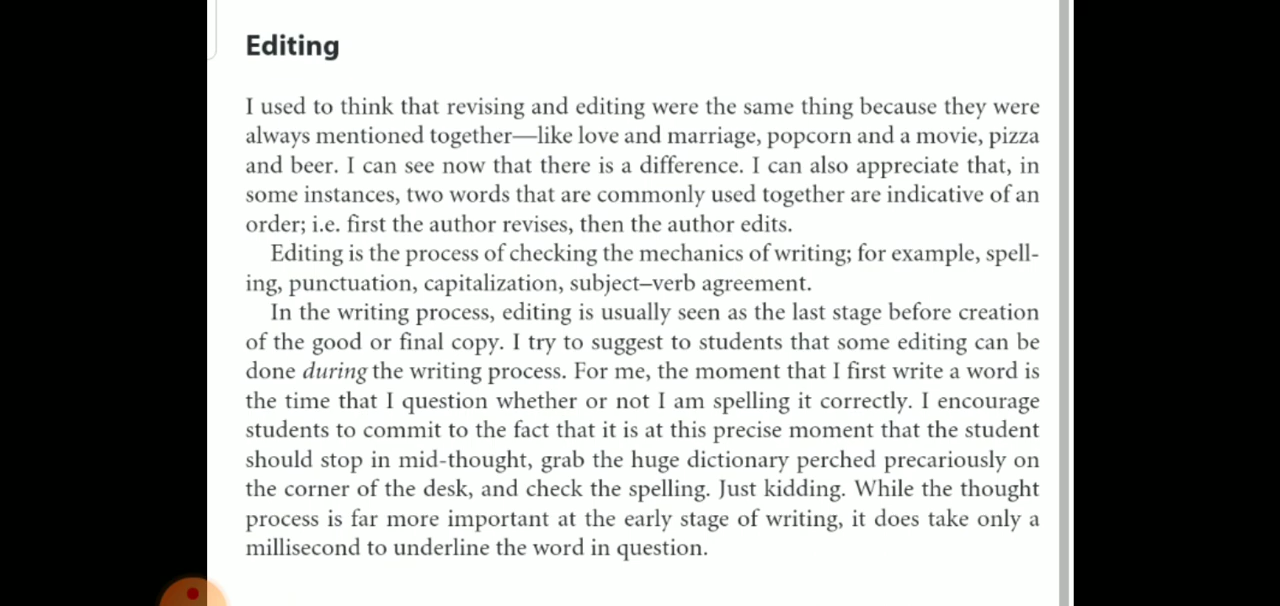 Editing
I used to think that revising and editing were the same thing because they were
always mentioned together—like love and marriage, popcorn and a movie, pizza
and beer. I can see now that there is a difference. I can also appreciate that, in
some instances, two words that are commonly used together are indicative of an
order; i.e. first the author revises, then the author edits.
Editing is the process of checking the mechanics of writing; for example, spell-
ing, punctuation, capitalization, subject–verb agreement.
In the writing process, editing is usually seen as the last stage before creation
of the good or final copy. I try to suggest to students that some editing can be
done during the writing process. For me, the moment that I first write a word is
the time that I question whether or not I am spelling it correctly. I encourage
students to commit to the fact that it is at this precise moment that the student
should stop in mid-thought, grab the huge dictionary perched precariously on
the corner of the desk, and check the spelling. Just kidding. While the thought
process is far more important at the early stage of writing, it does take only a
millisecond to underline the word in question.